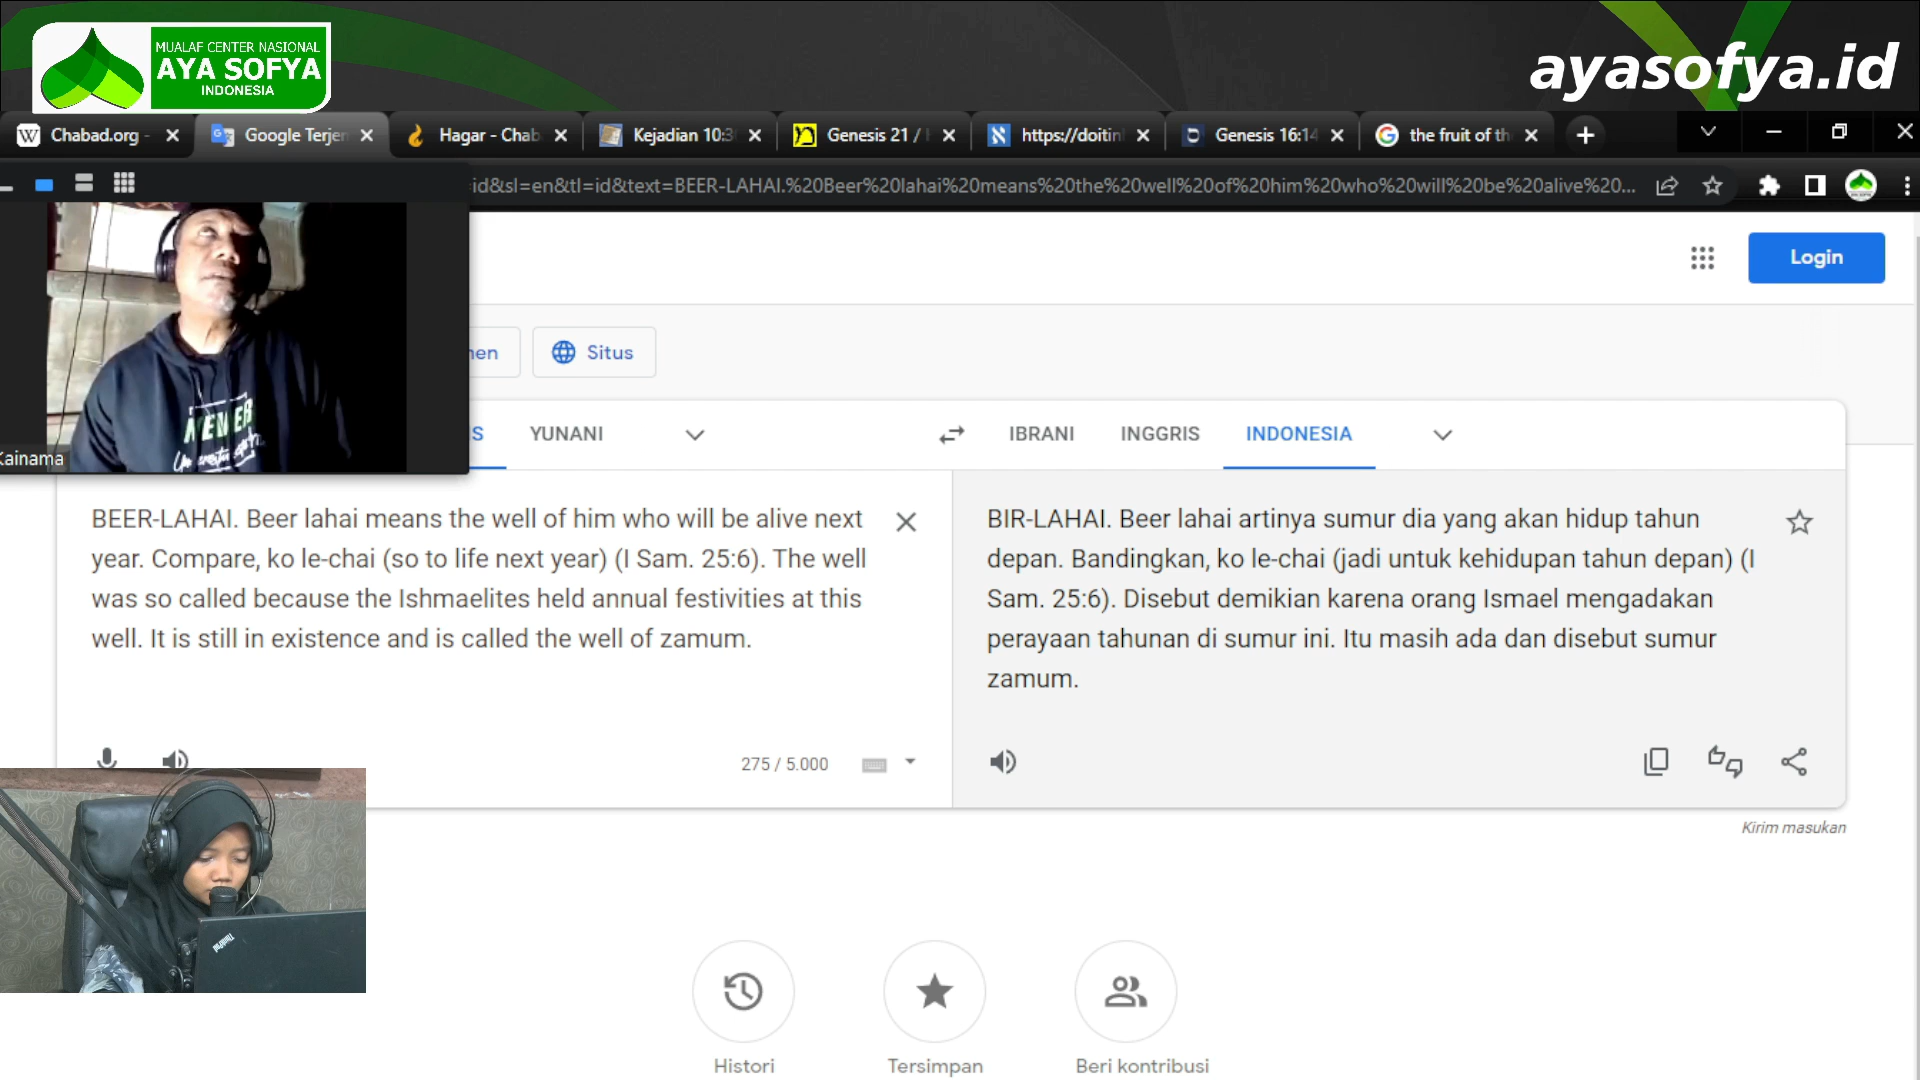 MUALAF CENTER NASIONAL
AYA SOFYA
INDONESIA
ayasofya.id
Chabad.org -
Google Terjen
Hagar - Chab
Kejadian 10:3
Genesis 21 /
https://doitin
Genesis 16:14
the fruit of th
=id&sl=en&tl=id&text=BEER-LAHAI.%20Beer%20lahai%20means%20the%20well%20of%20him%20who%20will%20be%20alive%20...
Login
Situs
YUNANI
IBRANI
INGGRIS
INDONESIA
Kainama
BEER-LAHAI. Beer lahai means the well of him who will be alive next
year. Compare, ko le-chai (so to life next year) (I Sam. 25:6). The well
was so called because the Ishmaelites held annual festivities at this
well. It is still in existence and is called the well of zamum.
275 / 5.000
BIR-LAHAI. Beer lahai artinya sumur dia yang akan hidup tahun
depan. Bandingkan, ko le-chai (jadi untuk kehidupan tahun depan) (I
Sam. 25:6). Disebut demikian karena orang Ismael mengadakan
perayaan tahunan di sumur ini. Itu masih ada dan disebut sumur
zamum.
Kirim masukan
ThinkPad
Histori
Tersimpan
Beri kontribusi